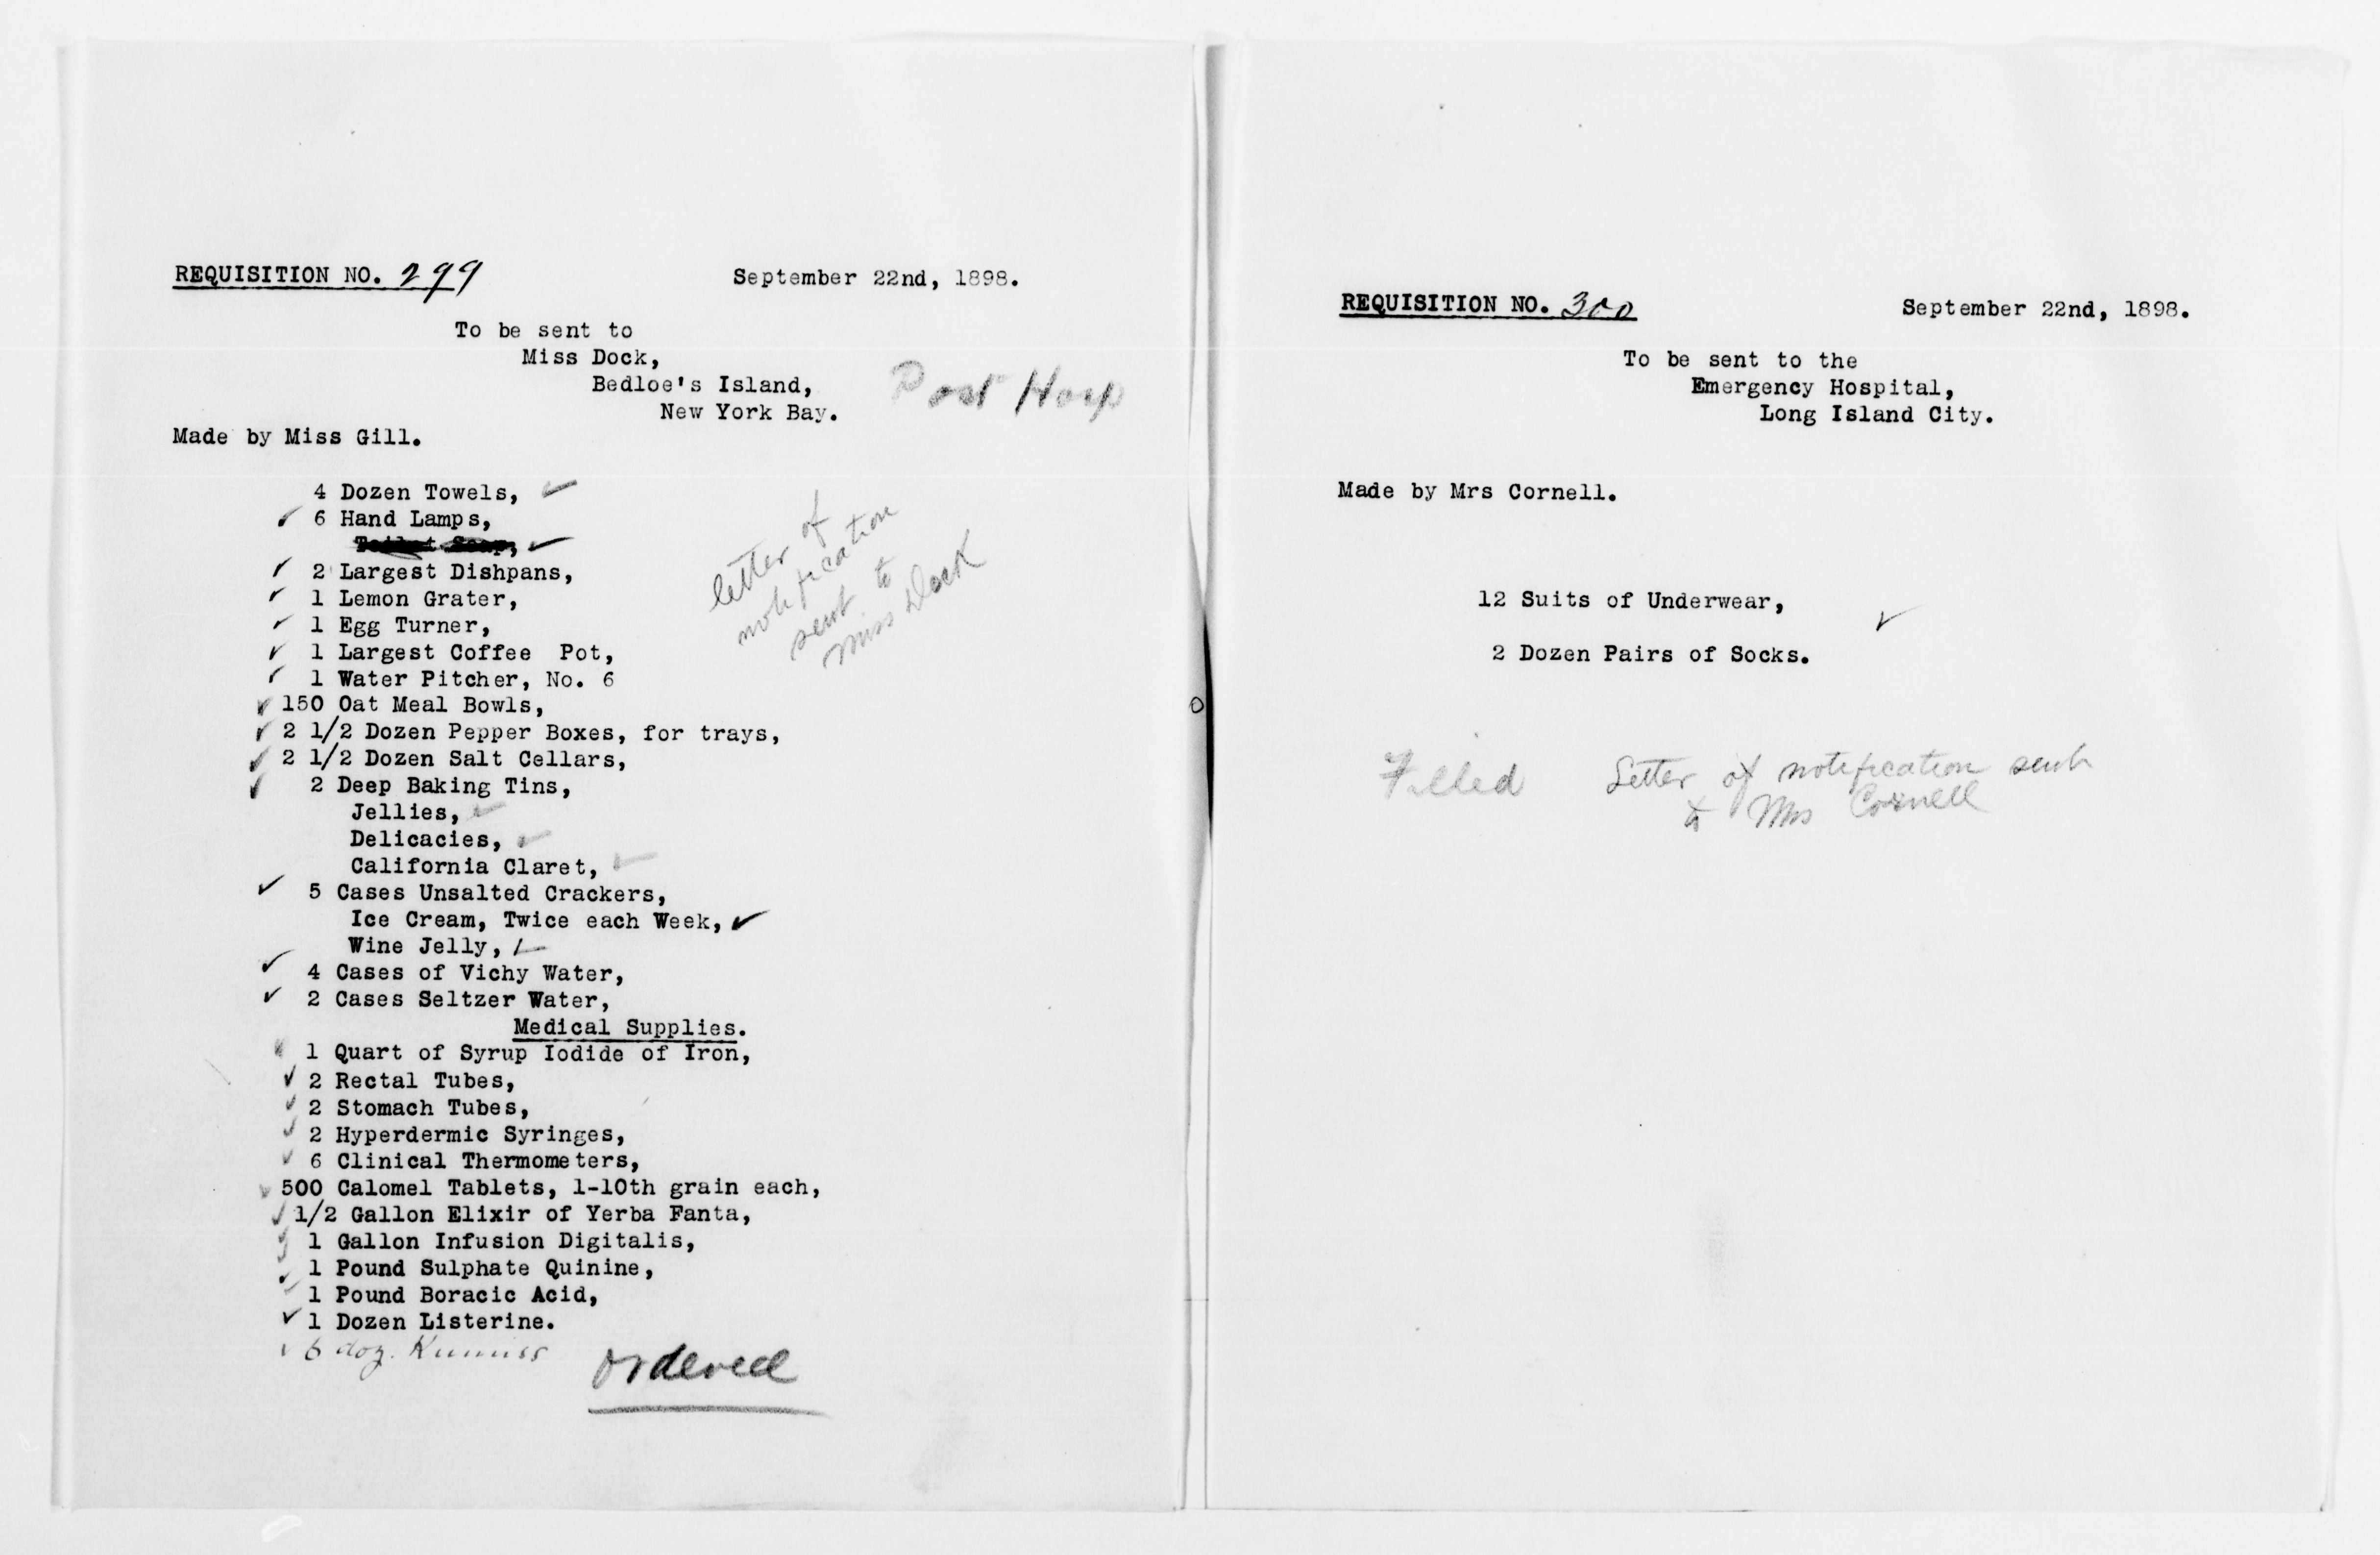 REQUISITION NO. 299
September 22nd, 1898.
To be sent to
Miss Dock,
Bedloe's Island,
New York Bay.
Post Hosp
Made by Miss Gill.
4 Dozen Towels,
6 Hand Lamps,
Toilet Soap,
2 Largest Dishpans,
1 Lemon Grater,
1 Egg Turner,
1 Largest Coffee Pot,
1 Water Pitcher, No. 6
150 Oat Meal Bowls,
2 1/2 Dozen Pepper Boxes, for trays,
2 1/2 Dozen Salt Cellars,
2 Deep Baking Tins,
Jellies,
Delicacies,
California Claret,
5 Cases Unsalted Crackers,
Ice Cream, Twice each Week,
Wine Jelly,
4 Cases of Vichy Water,
2 Cases Seltzer Water,
Medical Supplies.
1 Quart of Syrup Iodide of Iron,
2 Rectal Tubes,
2 Stomach Tubes,
2 Hyperdermic Syringes,
6 Clinical Thermometers,
500 Calomel Tablets, 1-10th grain each,
1/2 Gallon Elixir of Yerba Fanta,
1 Gallon Infusion Digitalis,
1 Pound Sulphate Quinine,
1 Pound Boracic Acid,
1 Dozen Listerine.
6 doz. Kumiss
ordered
letter of
notification
sent to
Miss Dock
REQUISITION NO. 300
September 22nd, 1898.
To be sent to the
Emergency Hospital,
Long Island City.
Made by Mrs Cornell.
12 Suits of Underwear,
2 Dozen Pairs of Socks.
Filled
Letter of notification sent
to Mrs Cornell